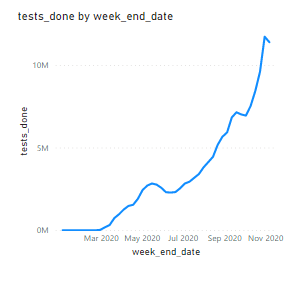 tests_done by week_end_date
10M
5M
0M
tests_done
Mar 2020 May 2020 Jul 2020 Sep 2020 Nov 2020
week_end_date